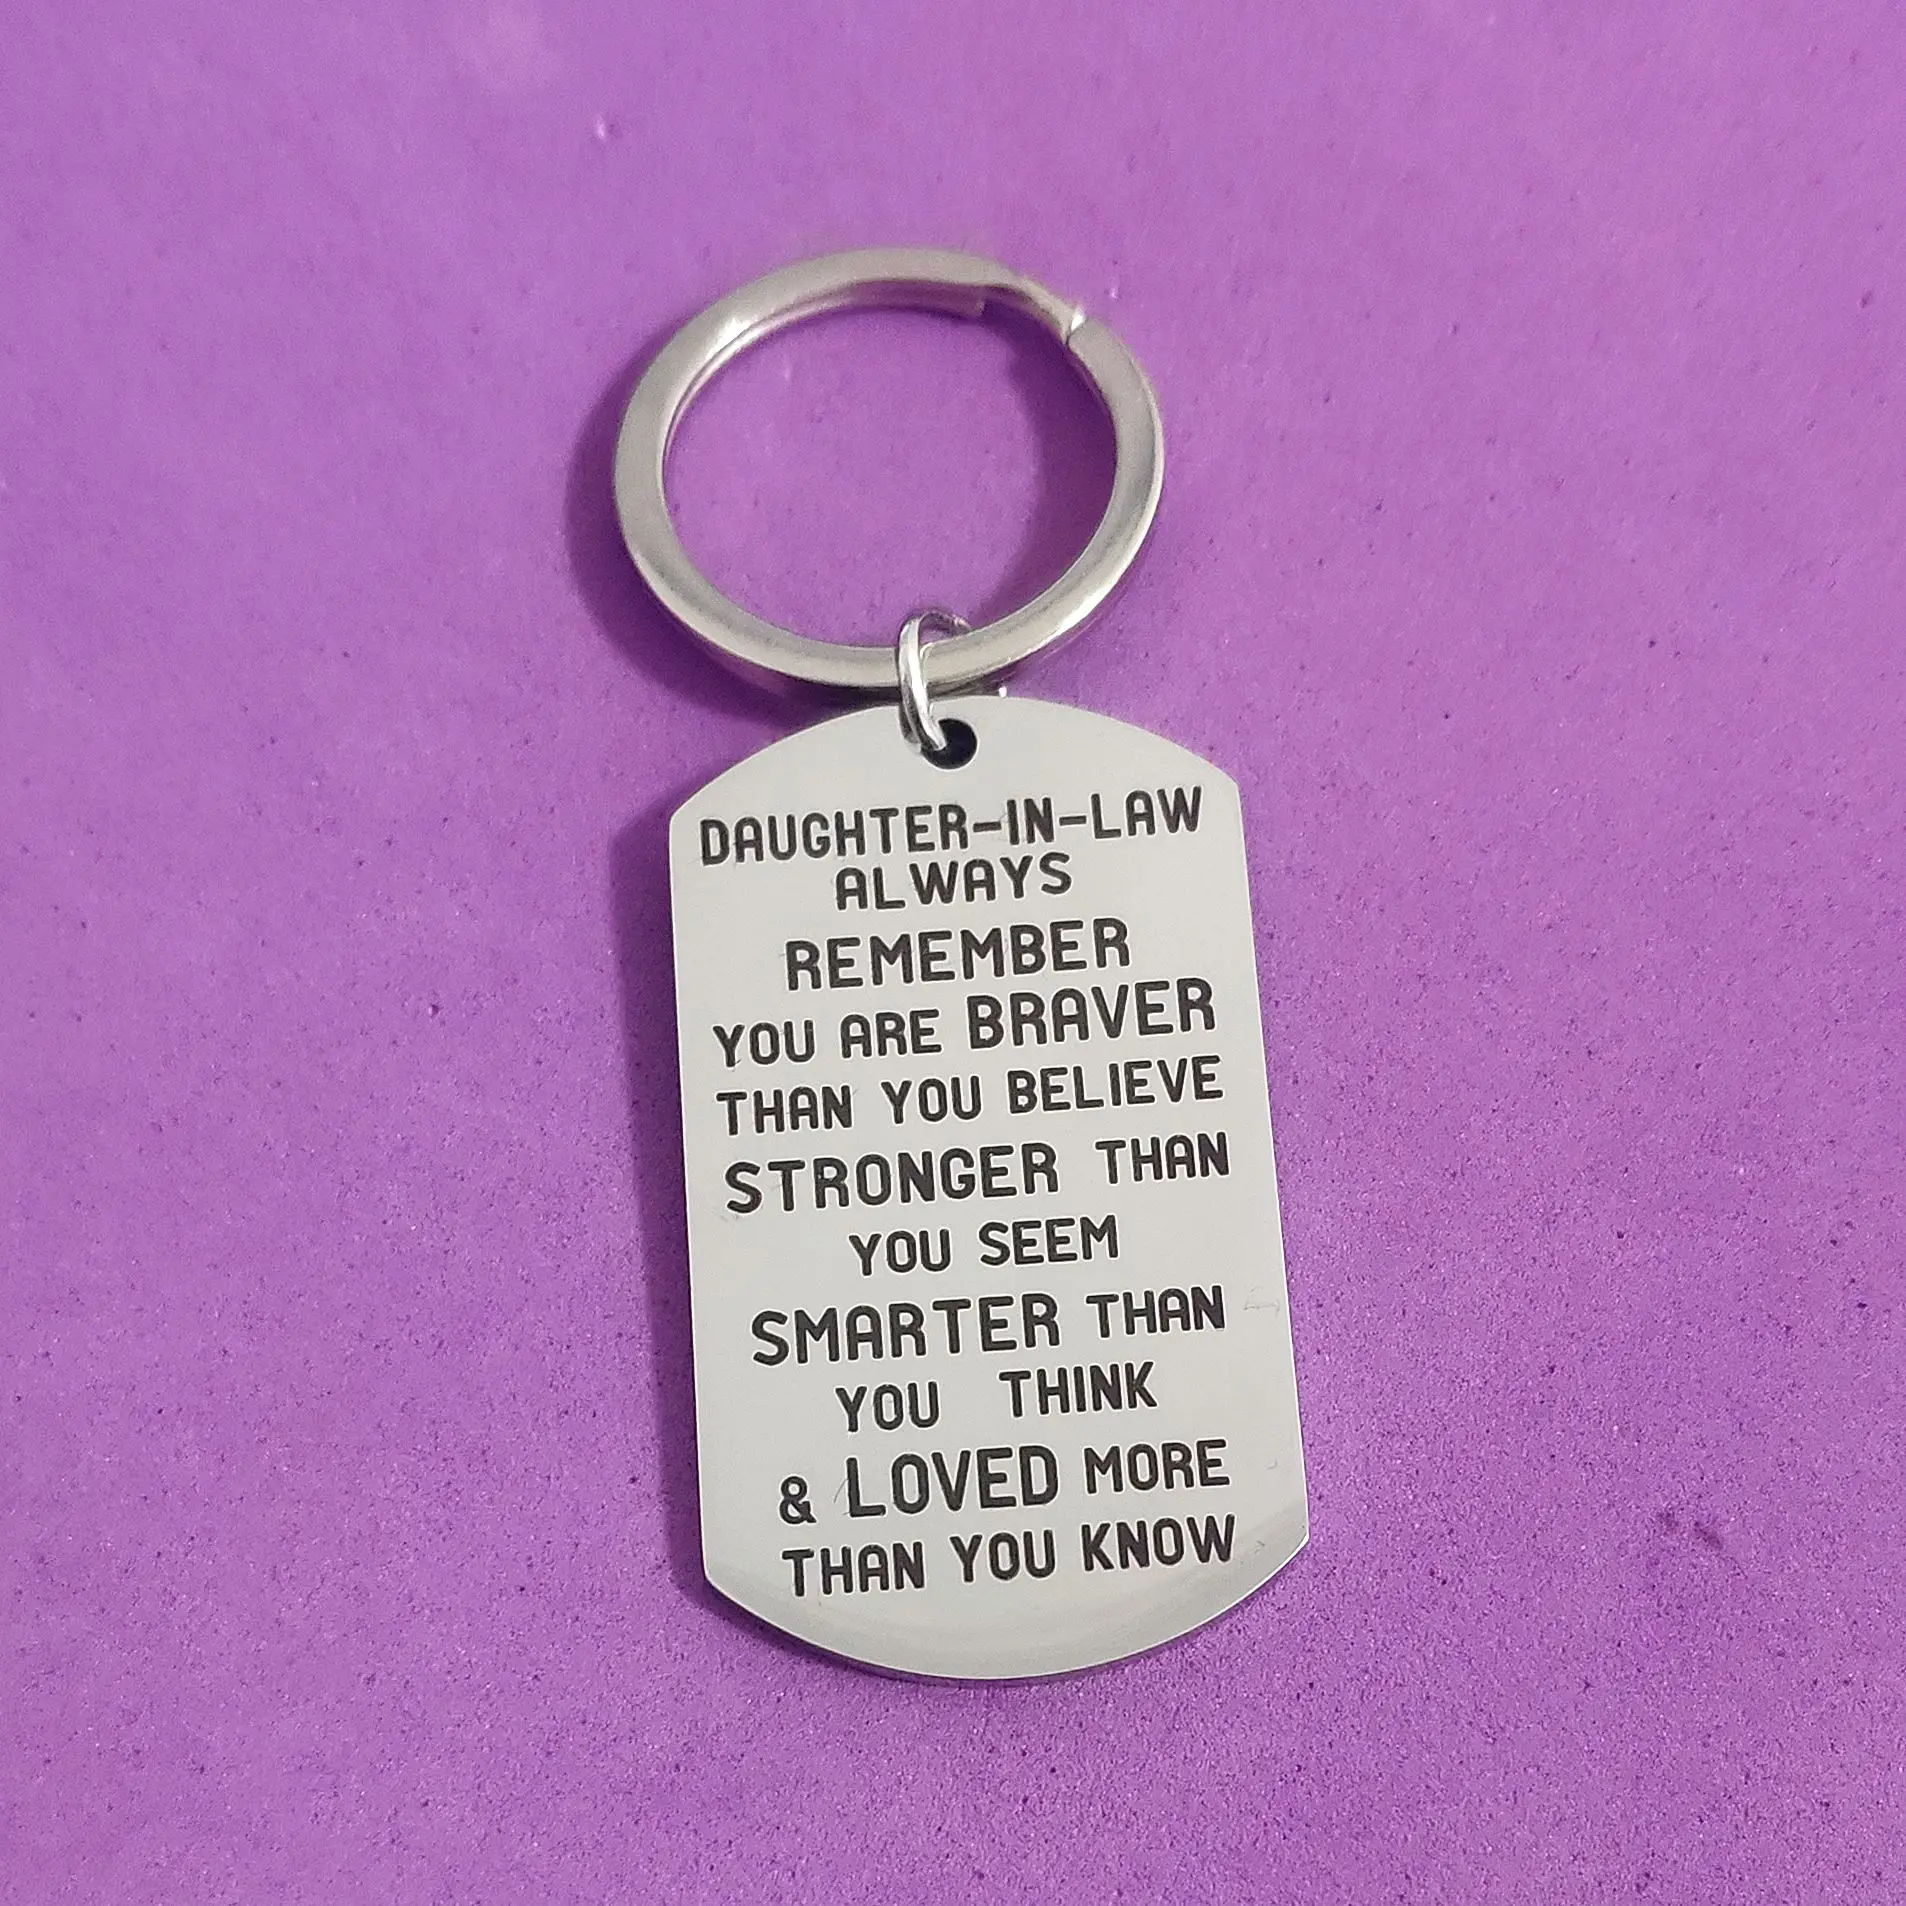 DAUGHTER-IN-LAW
ALWAYS
REMEMBER
YOU ARE BRAVER
THAN YOU BELIEVE
STRONGER THAN
YOU SEEM
SMARTER THAN
YOU THINK
& LOVED MORE
THAN YOU KNOW